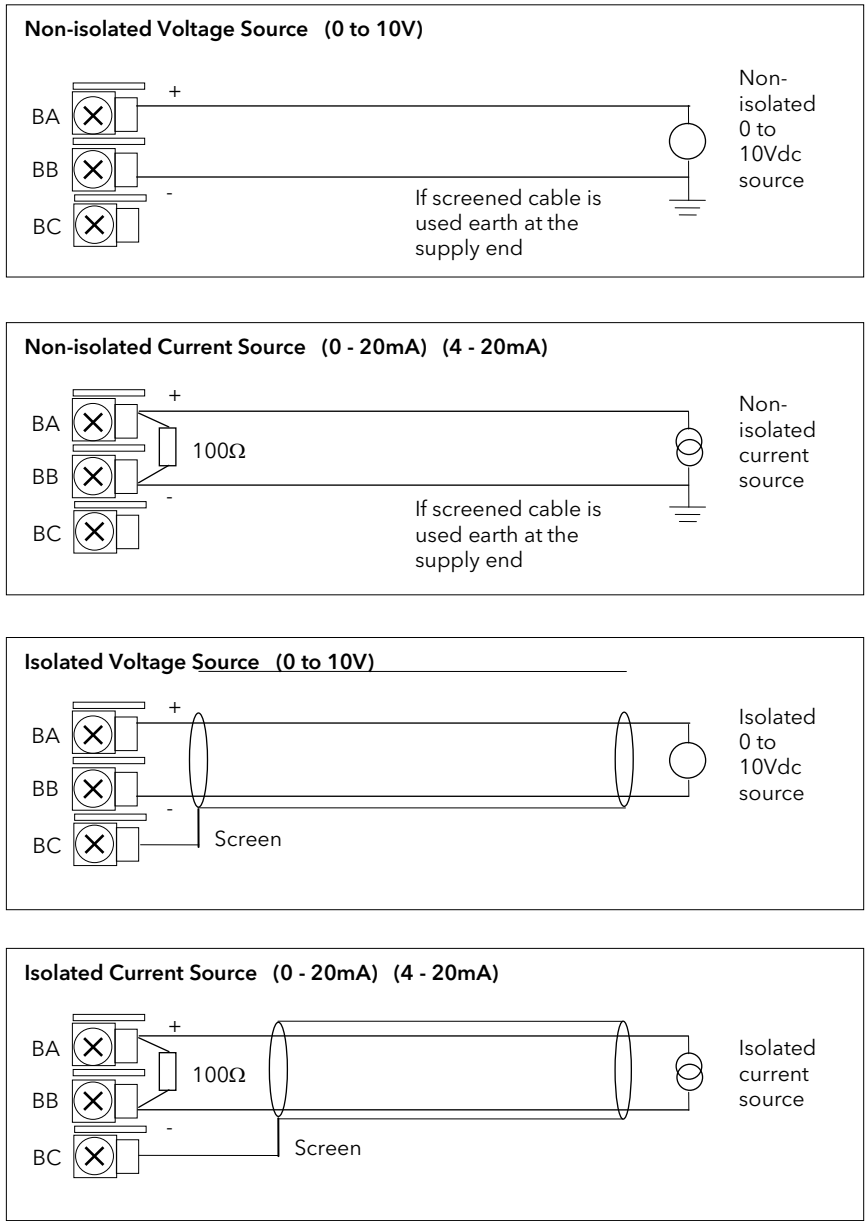 Non-isolated Voltage Source (0 to 10V)
+
BA
BB
-
BC
If screened cable is
used earth at the
supply end
Non-
isolated
0 to
10Vdc
source
Non-isolated Current Source (0 - 20mA) (4 - 20mA)
+
BA
100Ω
BB
-
BC
If screened cable is
used earth at the
supply end
Non-
isolated
current
source
Isolated Voltage Source (0 to 10V)
+
BA
BB
-
BC
Screen
Isolated
0 to
10Vdc
source
Isolated Current Source (0 - 20mA) (4 - 20mA)
+
BA
100Ω
BB
-
BC
Screen
Isolated
current
source